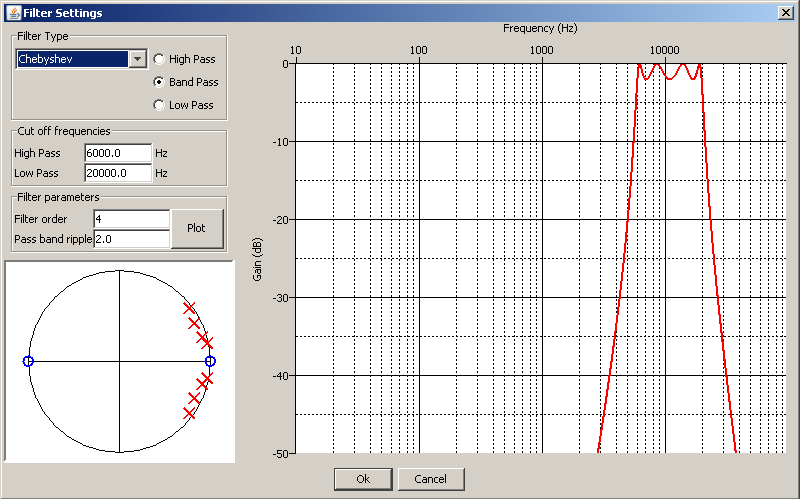 Filter Settings
Filter Type
Chebyshev
High Pass
Band Pass
Low Pass
Cut off frequencies
High Pass 6000.0 Hz
Low Pass 20000.0 Hz
Filter parameters
Filter order 4
Pass band ripple 2.0
Plot
Frequency (Hz)
10 100 1000 10000
Gain (dB)
0
-10
-20
-30
-40
-50
Ok Cancel